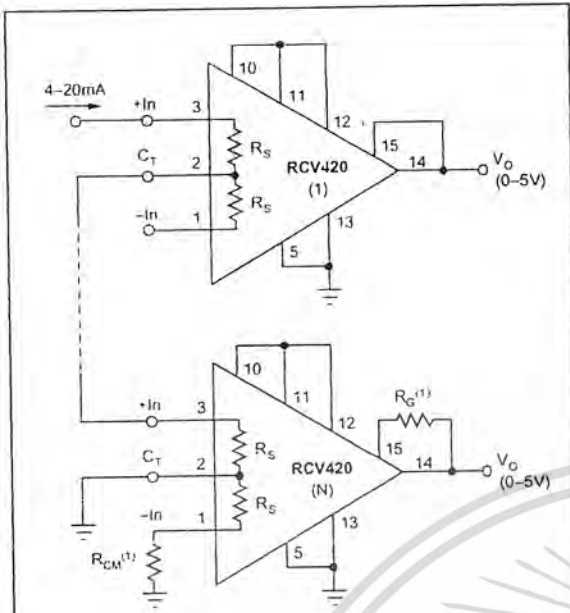 10
4–20mA
11
+In
3
12
15
R_S
C_T
2
RCV420
14
V_O
(1)
(0–5V)
R_S
–In
1
13
5
10
11
+In
3
12
R_G^(1)
15
R_S
C_T
2
RCV420
14
V_O
(N)
(0–5V)
R_S
–In
1
13
5
R_CM^(1)